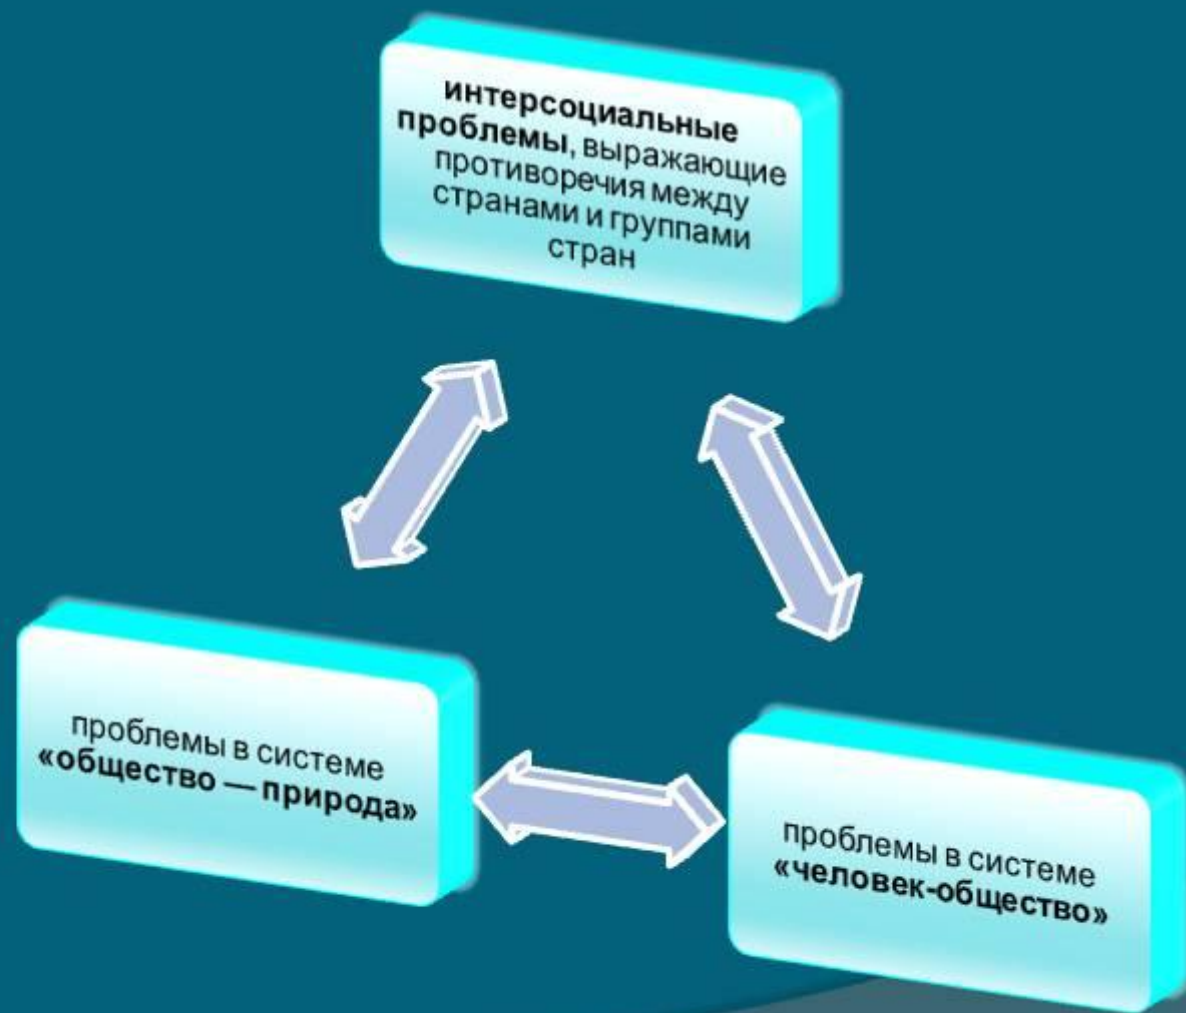 интерсоциальные
проблемы, выражающие
противоречия между
странами и группами
стран
проблемы в системе
«общество — природа»
проблемы в системе
«человек-общество»